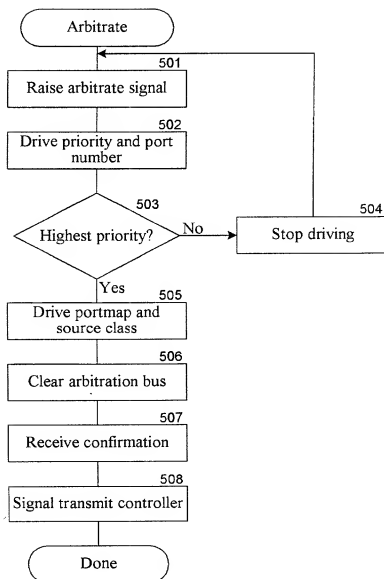 Arbitrate
501
Raise arbitrate signal
502
Drive priority and port
number
503
Highest priority?
No
504
Stop driving
Yes
505
Drive portmap and
source class
506
Clear arbitration bus
507
Receive confirmation
508
Signal transmit controller
Done